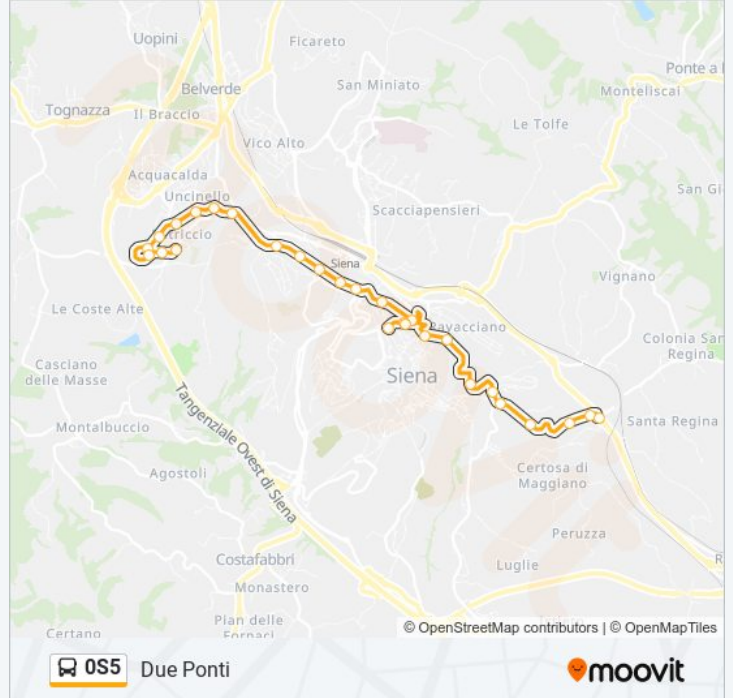 Uopini
Ficareto
Belverde
San Miniato
Ponte a
Monteliscai
Tognazza
Il Braccio
Le Tolfe
Vico Alto
Acquacalda
San Gi
Uncinello
Scacciapensieri
triccio
Siena
Vignano
Le Coste Alte
Ravacciano
Colonia San
Regina
Casciano
delle Masse
Siena
Tangenziale Ovest di Siena
Santa Regina
Montalbuccio
Certosa di
Maggiano
Agostoli
Peruzza
Costafabbri
R
Luglie
Monastero
Pian delle
Fornaci
Certano
© OpenStreetMap contributors | © OpenMapTiles
0S5 Due Ponti
moovit